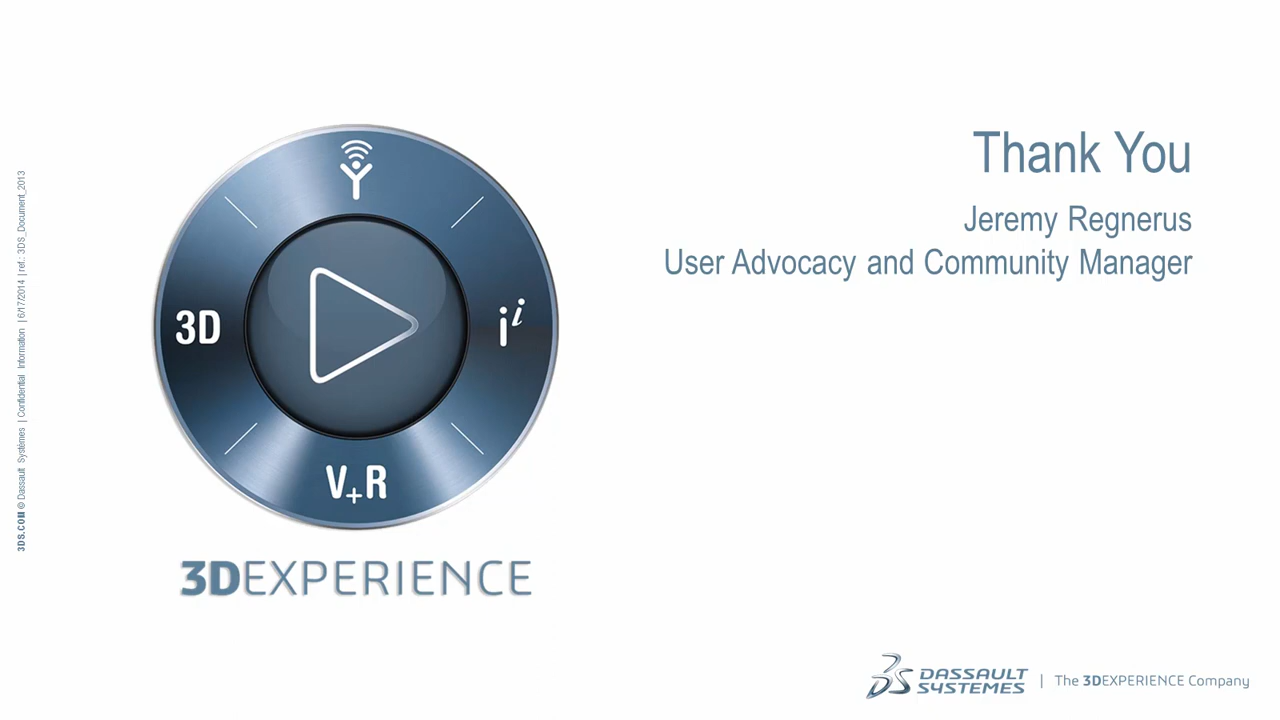 3DS.COM © Dassault Systèmes | Confidential Information | 6/17/2014 | ref.: 3DS_Document_2013
3D
i i
V+R
3DEXPERIENCE
Thank You
Jeremy Regnerus
User Advocacy and Community Manager
DASSAULT
SYSTEMES
| The 3DEXPERIENCE Company